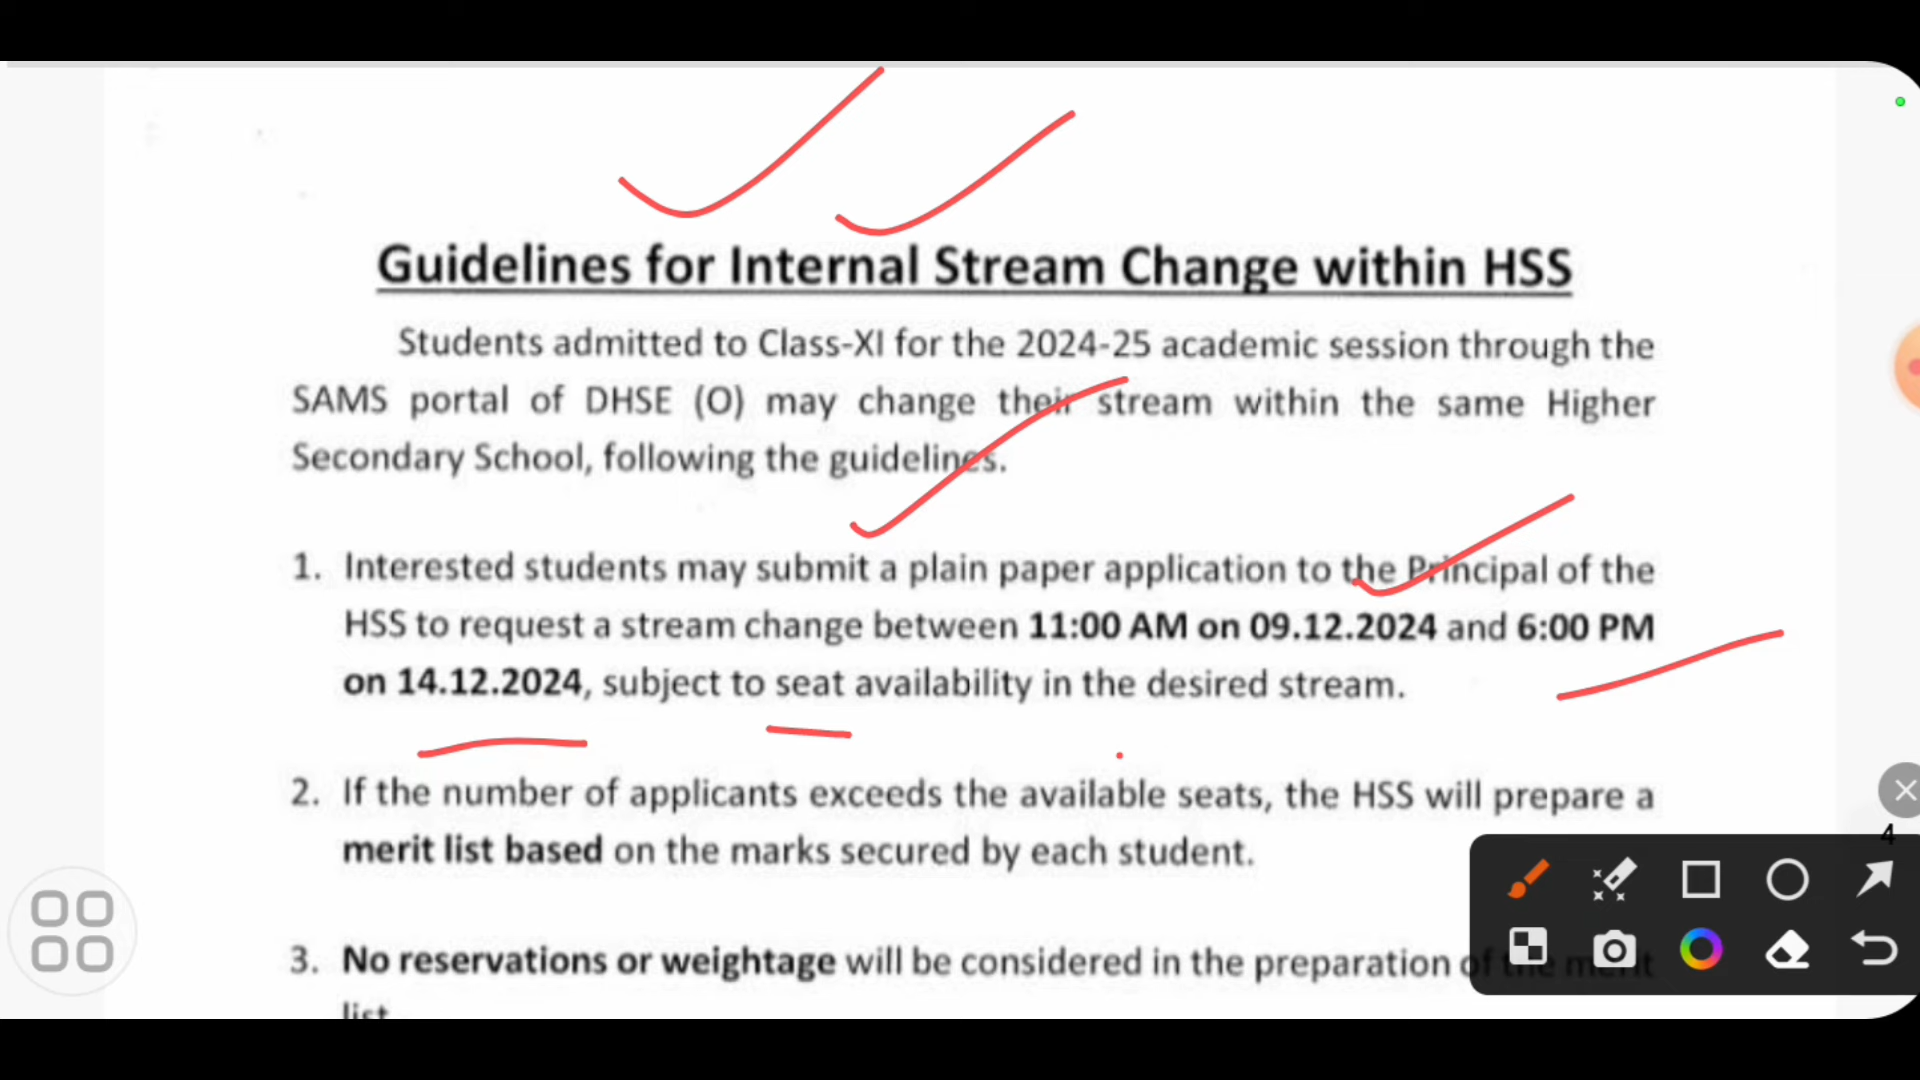 Guidelines for Internal Stream Change within HSS
Students admitted to Class-XI for the 2024-25 academic session through the
SAMS portal of DHSE (O) may change their stream within the same Higher
Secondary School, following the guidelines.
1. Interested students may submit a plain paper application to the Principal of the
HSS to request a stream change between 11:00 AM on 09.12.2024 and 6:00 PM
on 14.12.2024, subject to seat availability in the desired stream.
2. If the number of applicants exceeds the available seats, the HSS will prepare a
merit list based on the marks secured by each student.
4
3. No reservations or weightage will be considered in the preparation of the merit
list